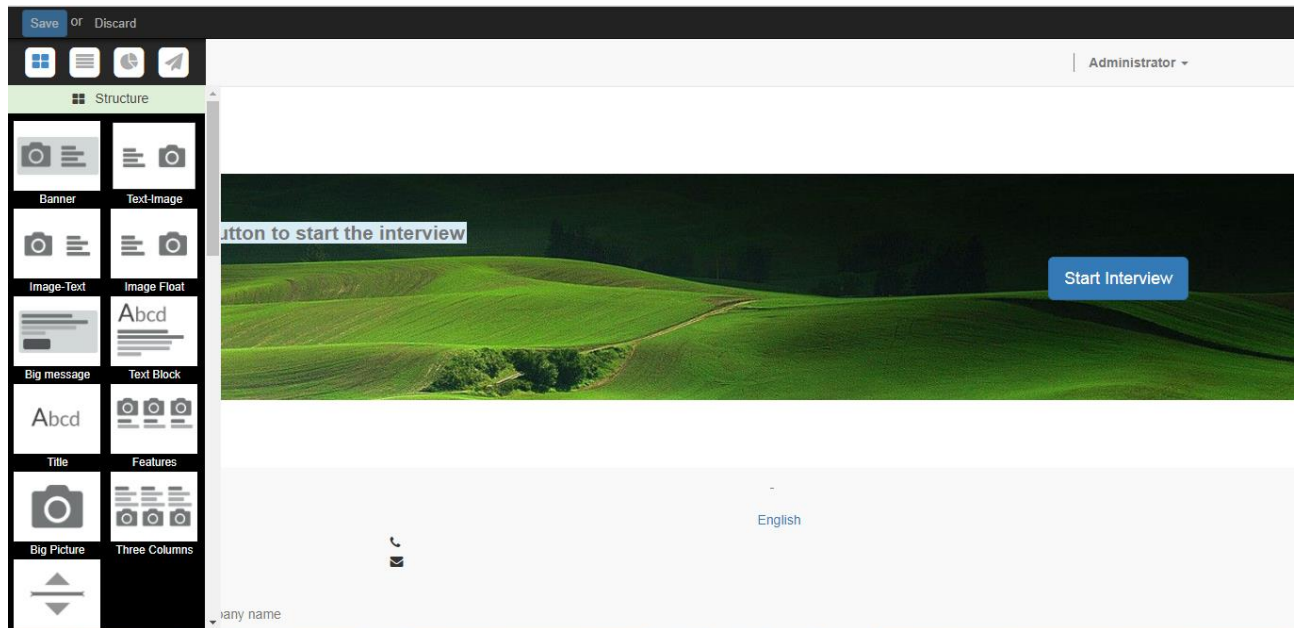 Save or Discard
Administrator
Structure
Banner Text-Image
utton to start the interview
Image-Text Image Float
Start Interview
Abcd
Big message Text Block
Abcd
Title Features
-
English
Big Picture Three Columns
pany name